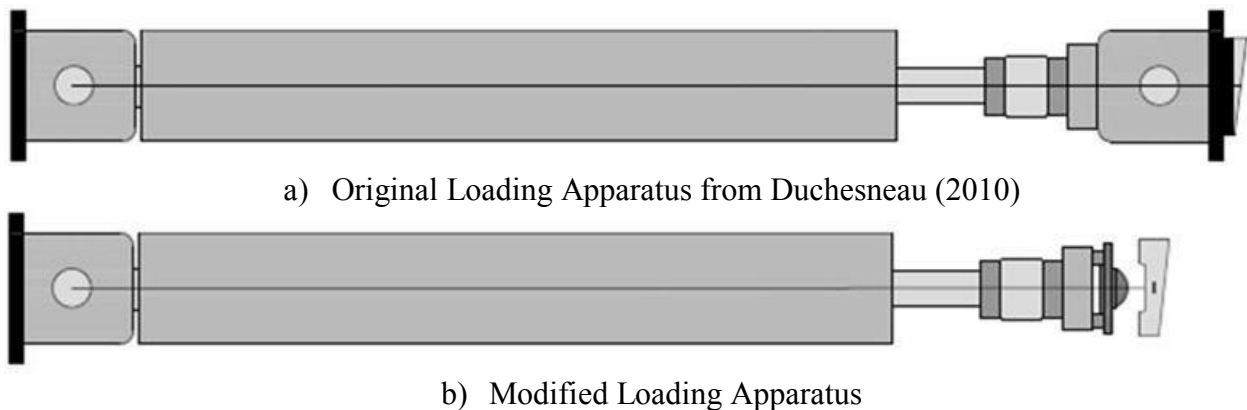 a) Original Loading Apparatus from Duchesneau (2010)
b) Modified Loading Apparatus